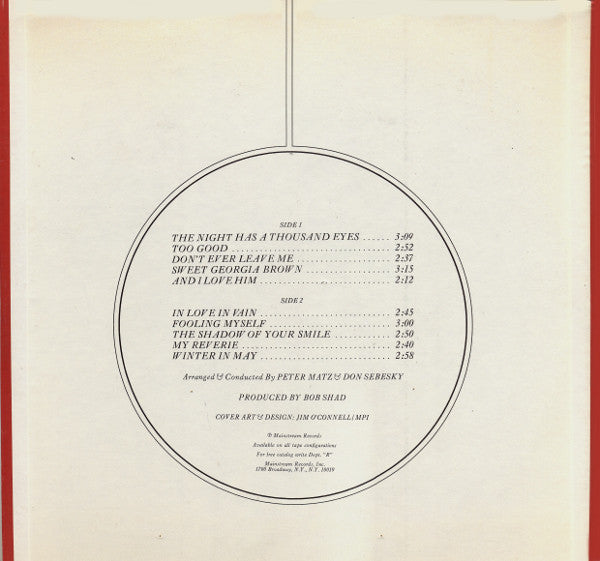 SIDE 1
THE NIGHT HAS A THOUSAND EYES ...... 3:09
TOO GOOD .............................. 2:52
DON'T EVER LEAVE ME .................. 2:37
SWEET GEORGIA BROWN ................. 3:15
AND I LOVE HIM ........................ 2:12
SIDE 2
IN LOVE IN VAIN ........................ 2:45
FOOLING MYSELF ...................... 3:00
THE SHADOW OF YOUR SMILE ........... 2:50
MY REVERIE ........................... 2:40
WINTER IN MAY ........................ 2:58
Arranged & Conducted By PETER MATZ & DON SEBESKY
PRODUCED BY BOB SHAD
COVER ART & DESIGN: JIM O'CONNELL/MPI
℗ Mainstream Records
Available on all tape configurations
For free catalog write Dept. "R"
Mainstream Records, Inc.
1700 Broadway, N.Y., N.Y. 10019